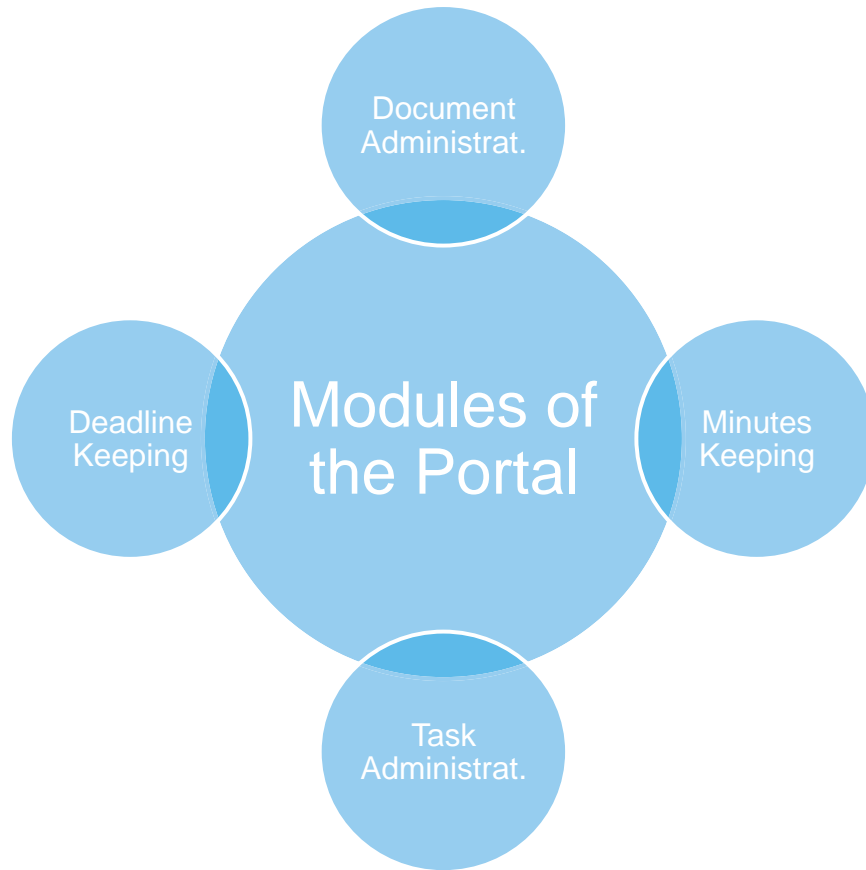 Document
Administrat.
Deadline
Keeping
Modules of
the Portal
Minutes
Keeping
Task
Administrat.